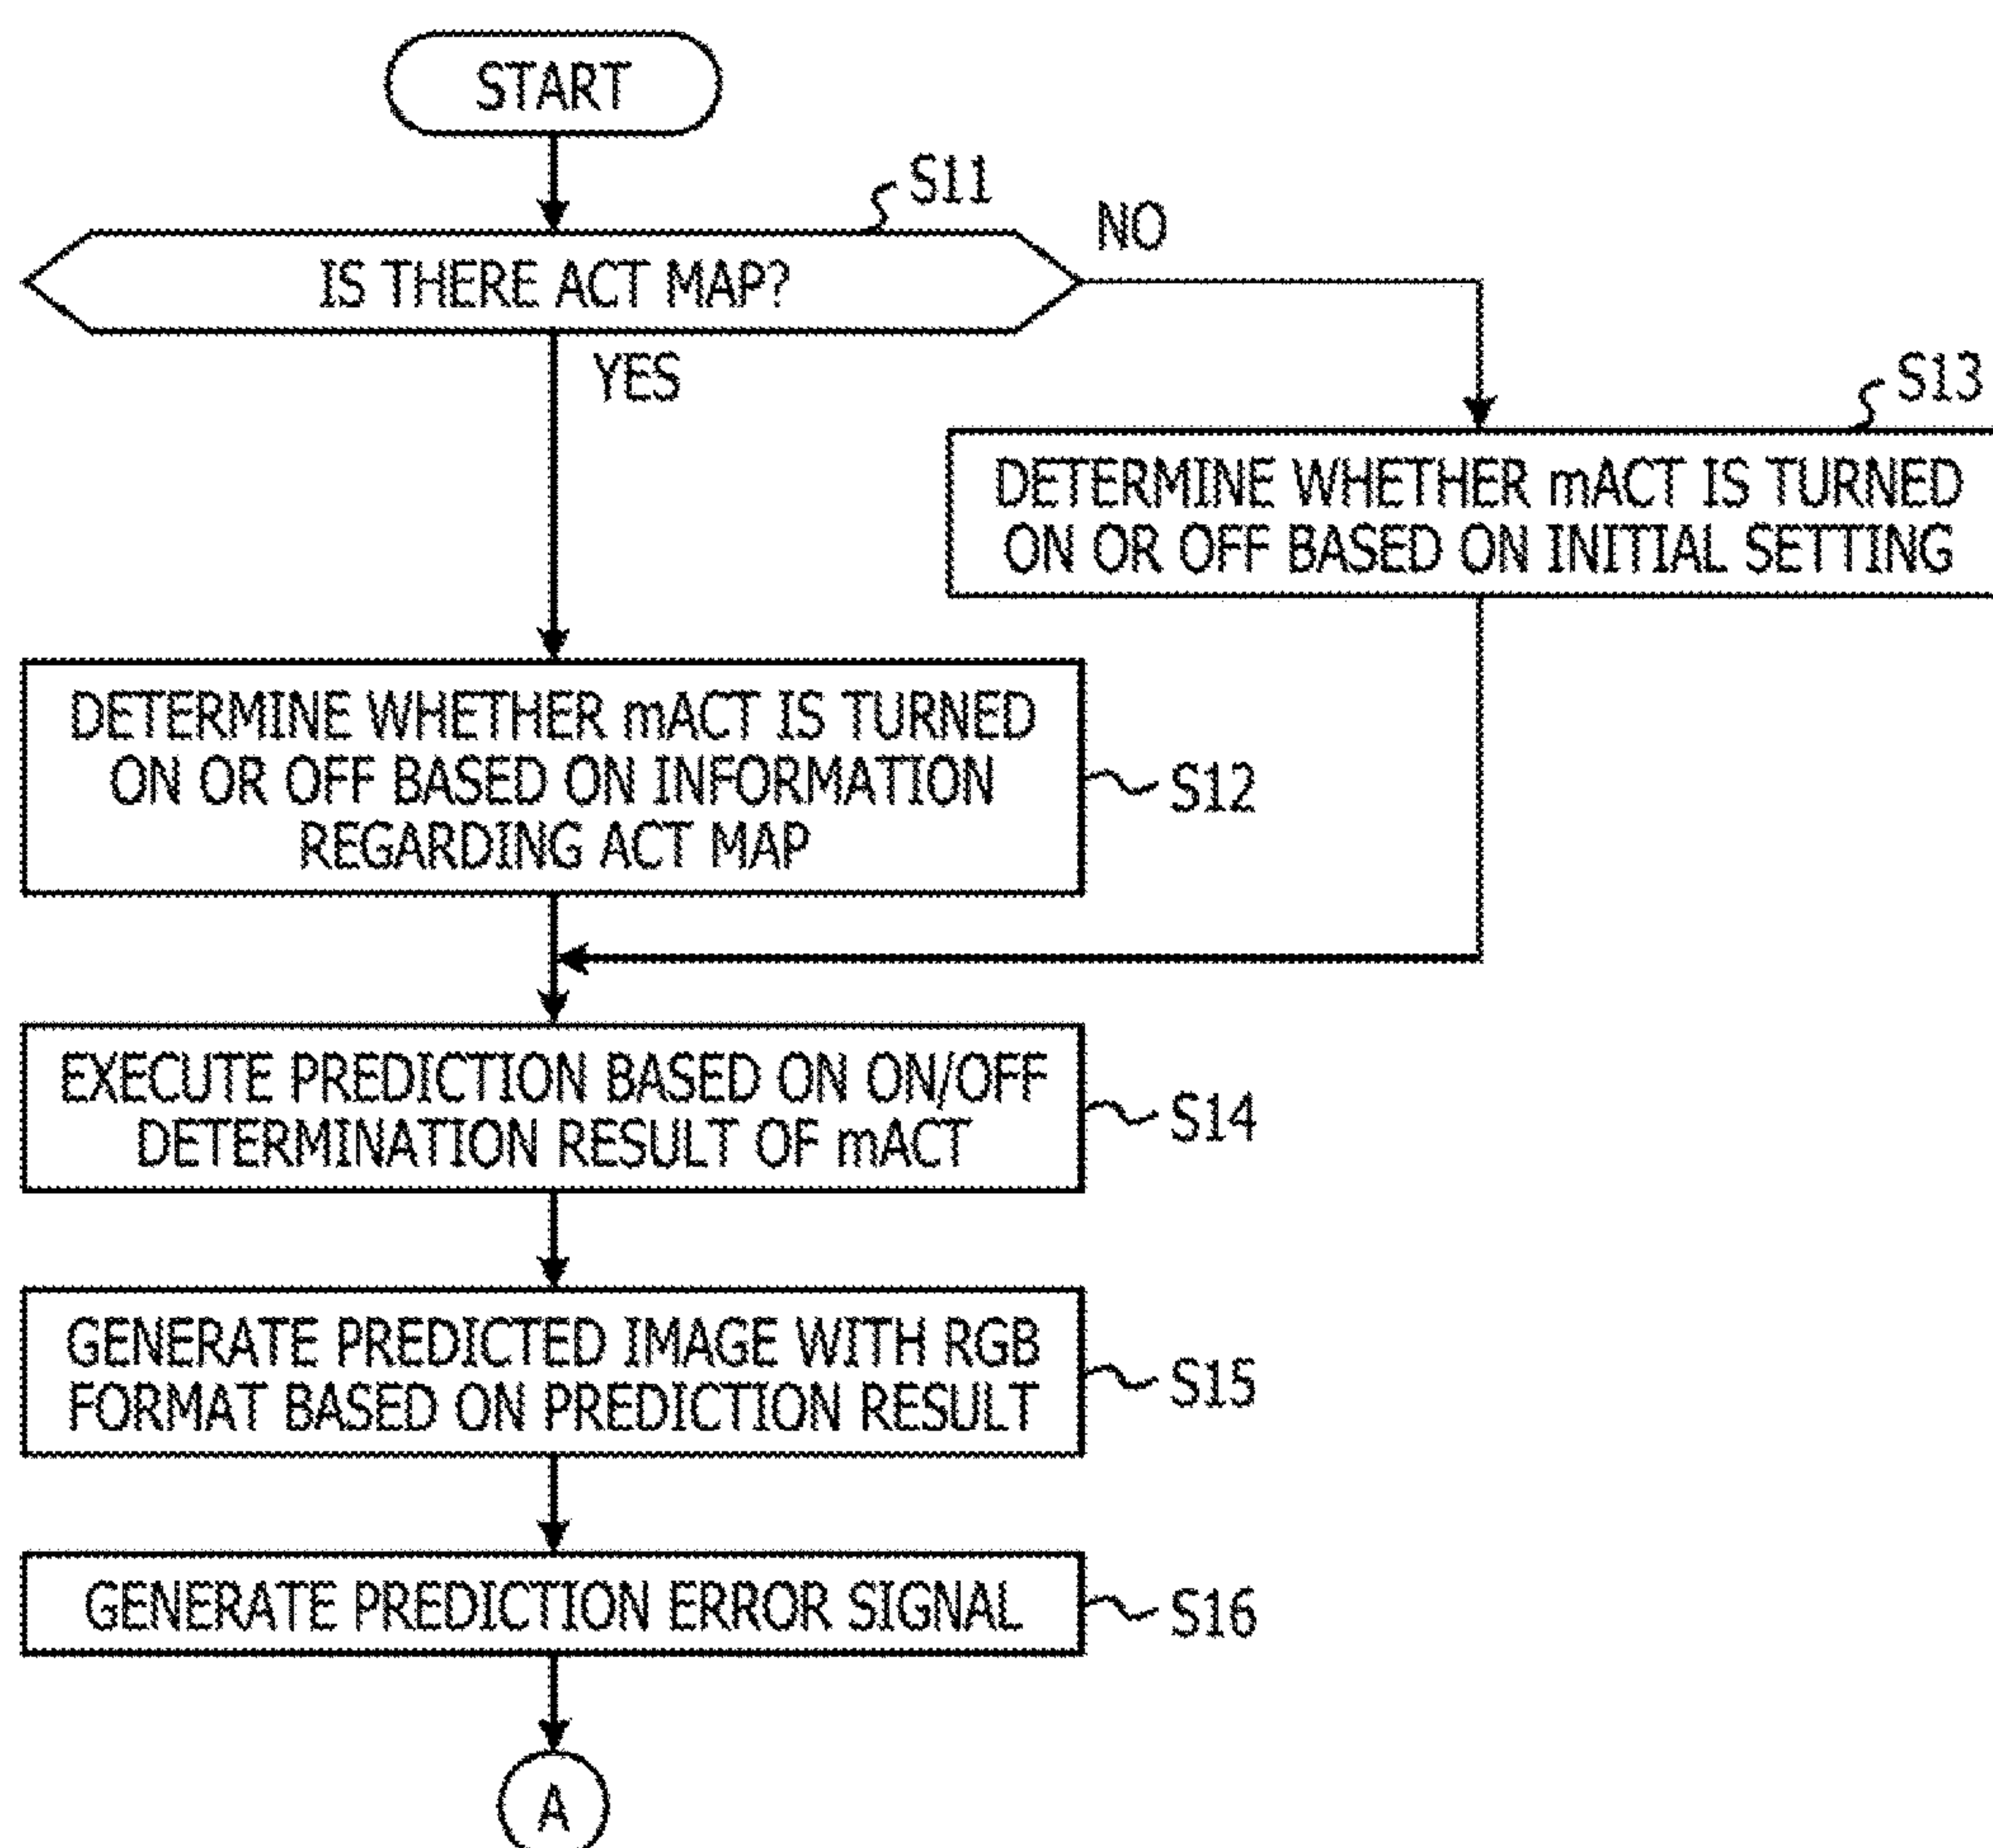 START
S11
IS THERE ACT MAP?
NO
YES
S13
DETERMINE WHETHER mACT IS TURNED
ON OR OFF BASED ON INITIAL SETTING
DETERMINE WHETHER mACT IS TURNED
ON OR OFF BASED ON INFORMATION
REGARDING ACT MAP
S12
EXECUTE PREDICTION BASED ON ON/OFF
DETERMINATION RESULT OF mACT
S14
GENERATE PREDICTED IMAGE WITH RGB
FORMAT BASED ON PREDICTION RESULT
S15
GENERATE PREDICTION ERROR SIGNAL
S16
A